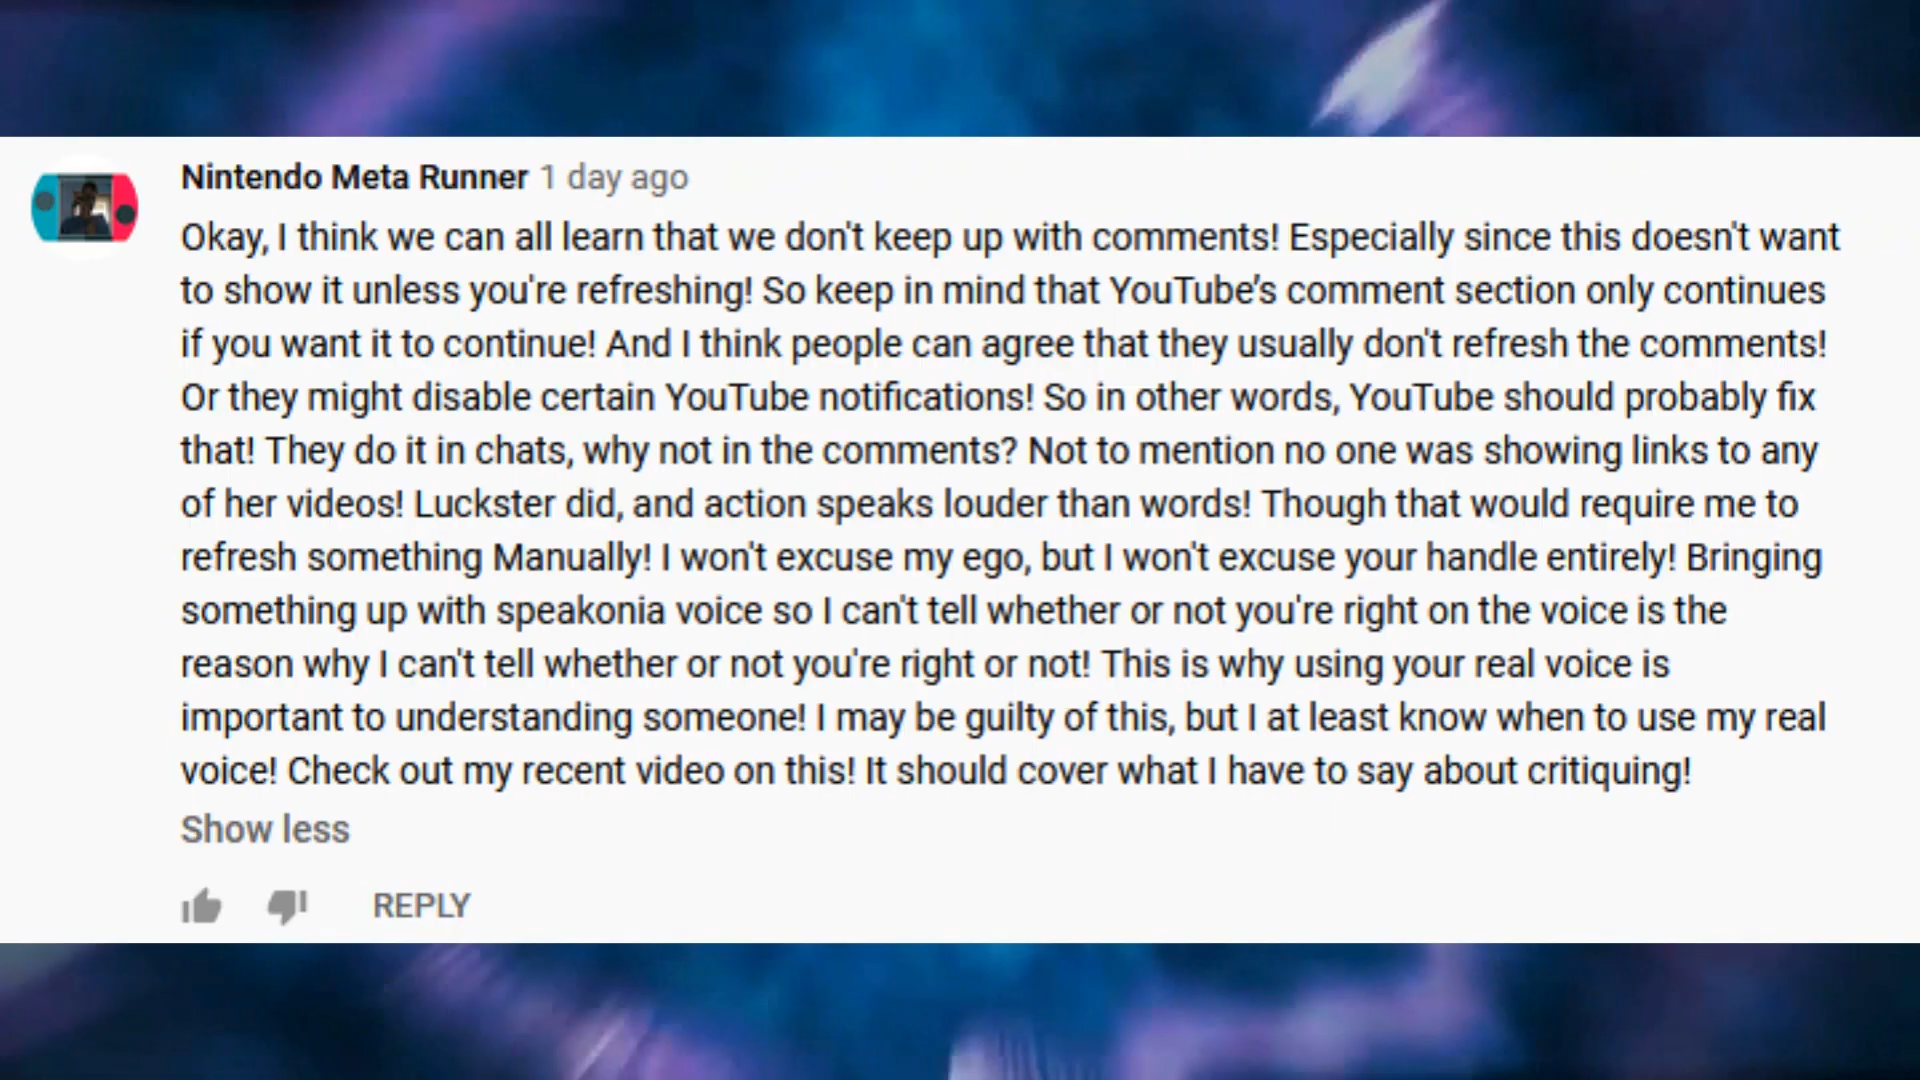 Nintendo Meta Runner 1 day ago
Okay, I think we can all learn that we don't keep up with comments! Especially since this doesn't want
to show it unless you're refreshing! So keep in mind that YouTube’s comment section only continues
if you want it to continue! And I think people can agree that they usually don't refresh the comments!
Or they might disable certain YouTube notifications! So in other words, YouTube should probably fix
that! They do it in chats, why not in the comments? Not to mention no one was showing links to any
of her videos! Luckster did, and action speaks louder than words! Though that would require me to
refresh something Manually! I won't excuse my ego, but I won't excuse your handle entirely! Bringing
something up with speakonia voice so I can't tell whether or not you're right on the voice is the
reason why I can't tell whether or not you're right or not! This is why using your real voice is
important to understanding someone! I may be guilty of this, but I at least know when to use my real
voice! Check out my recent video on this! It should cover what I have to say about critiquing!
Show less
REPLY